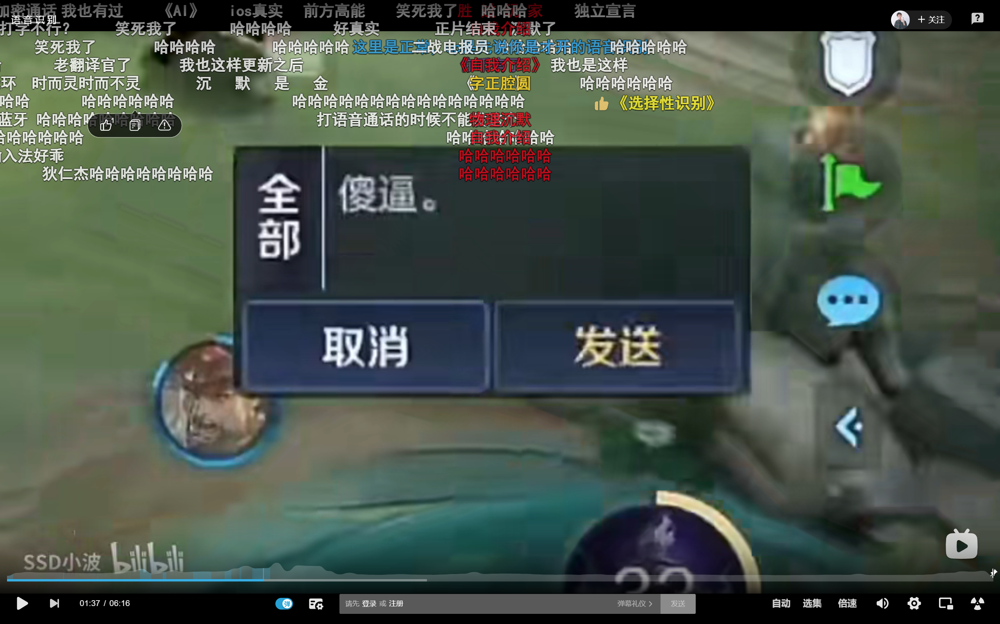 加密通话 我也有过 《AI》 ios真实 前方高能 笑死我了 哈哈哈 家 独立宣言
语音识别
+ 关注
打字不行？ 笑死我了 哈哈哈哈 好真实 正片结束 沉默了
笑死我了 哈哈哈哈 哈哈哈哈哈 这里是正常 二战电报员 先说你是才开的语音 哈哈哈哈哈
老翻译官了 我也这样更新之后 《自我介绍》 我也是这样
环 时而灵时而不灵 沉 默 是 金 字正腔圆 哈哈哈哈哈哈
哈哈 哈哈哈哈哈哈 哈哈哈哈哈哈哈哈哈哈哈哈哈哈哈 《选择性识别》
蓝牙 哈哈哈哈哈哈哈哈哈 打语音通话的时候不能 物理沉默
哈哈哈哈哈 自我介绍 哈哈
入法好乖 哈哈哈哈哈哈
狄仁杰哈哈哈哈哈哈哈哈 哈哈哈哈哈哈
全部
傻逼。
取消 发送
SSD小波 bilibili
01:37 / 06:16
弹
请先 登录 或 注册 弹幕礼仪 > 发送
自动 选集 倍速